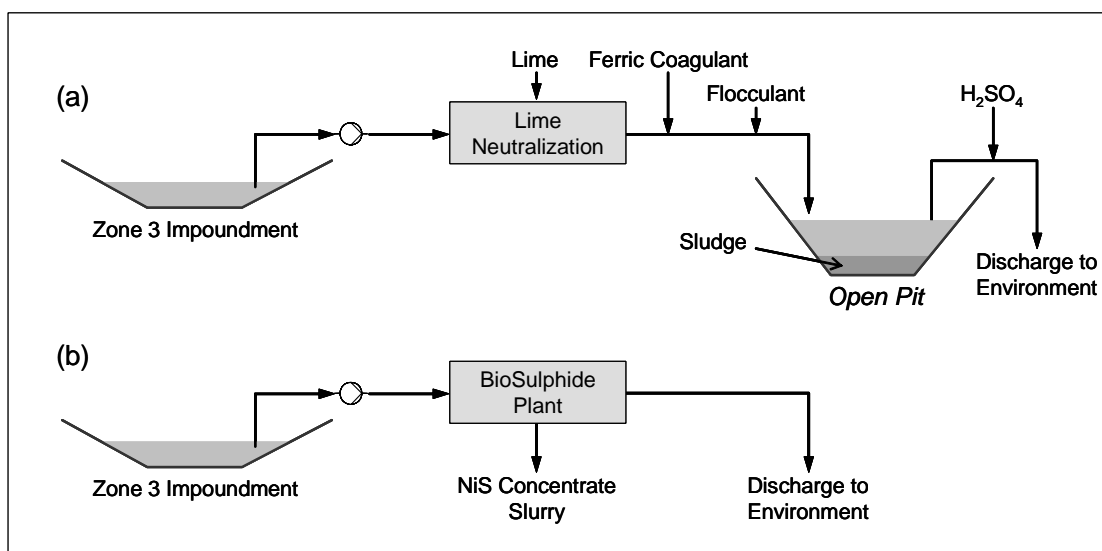 (a)
Lime
Ferric Coagulant
Flocculant
H₂SO₄
Lime
Neutralization
Zone 3 Impoundment
Sludge
Open Pit
Discharge to
Environment
(b)
BioSulphide
Plant
Zone 3 Impoundment
NiS Concentrate
Slurry
Discharge to
Environment